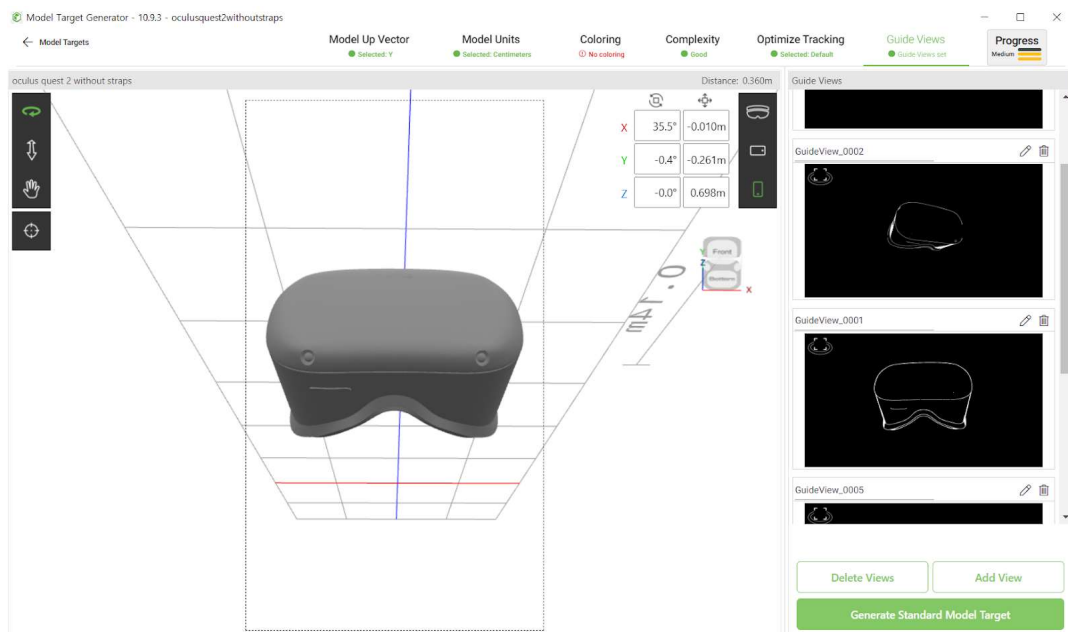 Model Target Generator - 10.9.3 - oculusquest2withoutstraps
Model Targets
Model Up Vector
Selected: Y
Model Units
Selected: Centimeters
Coloring
No coloring
Complexity
Good
Optimize Tracking
Selected: Default
Guide Views
Guide Views set
Progress
Medium
oculus quest 2 without straps
Distance: 0.360m
X 35.5° -0.010m
Y -0.4° -0.261m
Z -0.0° 0.698m
Front
Y
Z
Bottom
X
0.14m
Guide Views
GuideView_0002
GuideView_0001
GuideView_0005
Delete Views
Add View
Generate Standard Model Target